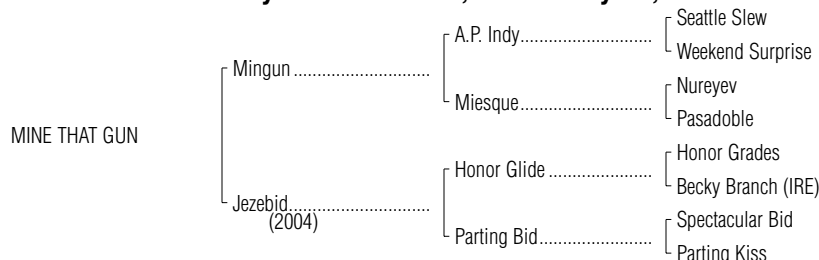 Seattle Slew
A.P. Indy
Weekend Surprise
Mingun
Nureyev
Miesque
Pasadoble
MINE THAT GUN
Honor Grades
Honor Glide
Becky Branch (IRE)
Jezebid
(2004)
Spectacular Bid
Parting Bid
Parting Kiss